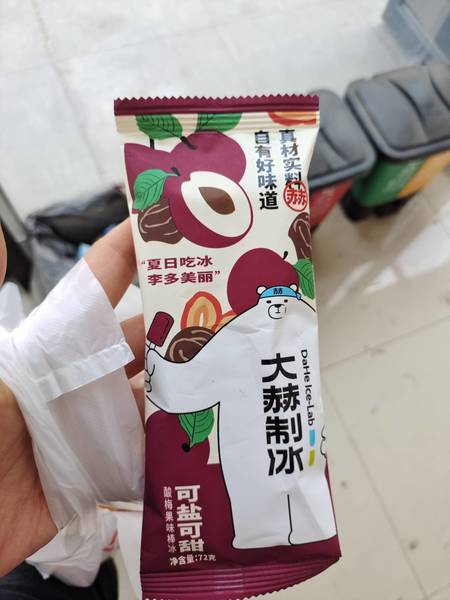 真材实料
自有好味道
赫赫
“夏日吃冰
李多美丽”
DaHe Ice-Lab
大赫制冰
可盐可甜
酸梅果味棒冰
净含量:72克